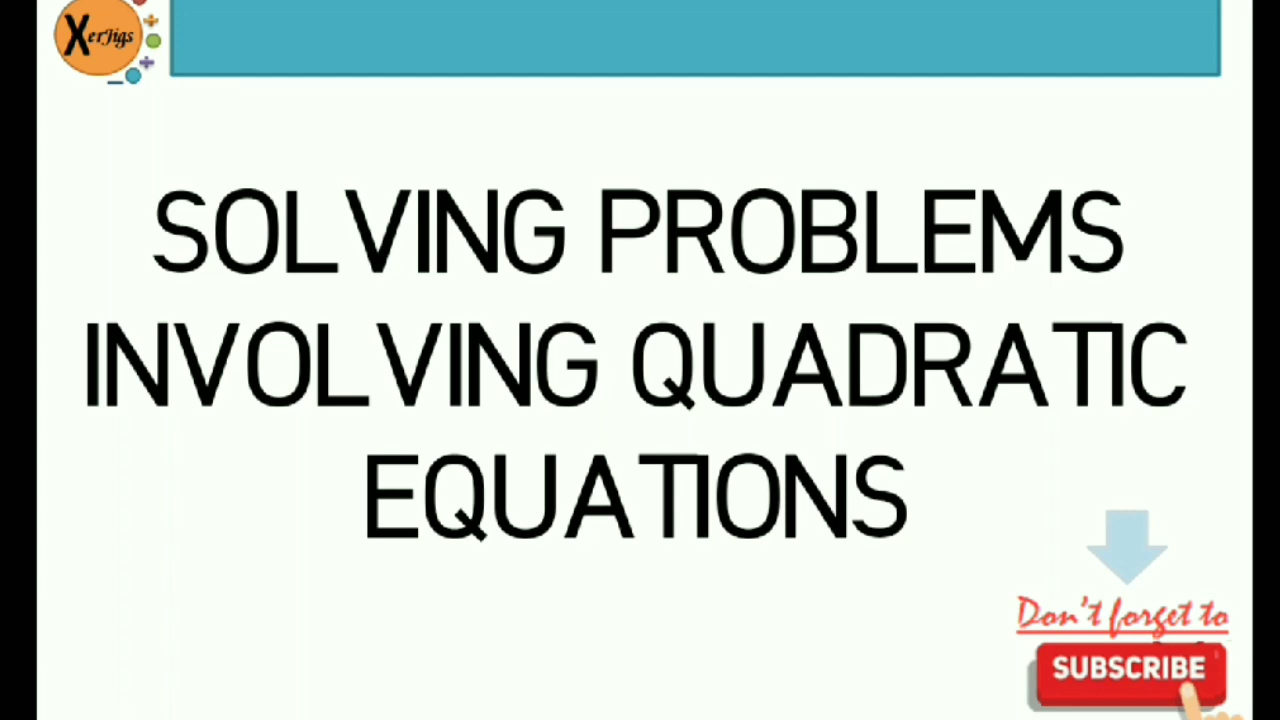 XerJigs
SOLVING PROBLEMS
INVOLVING QUADRATIC
EQUATIONS
Don't forget to
SUBSCRIBE